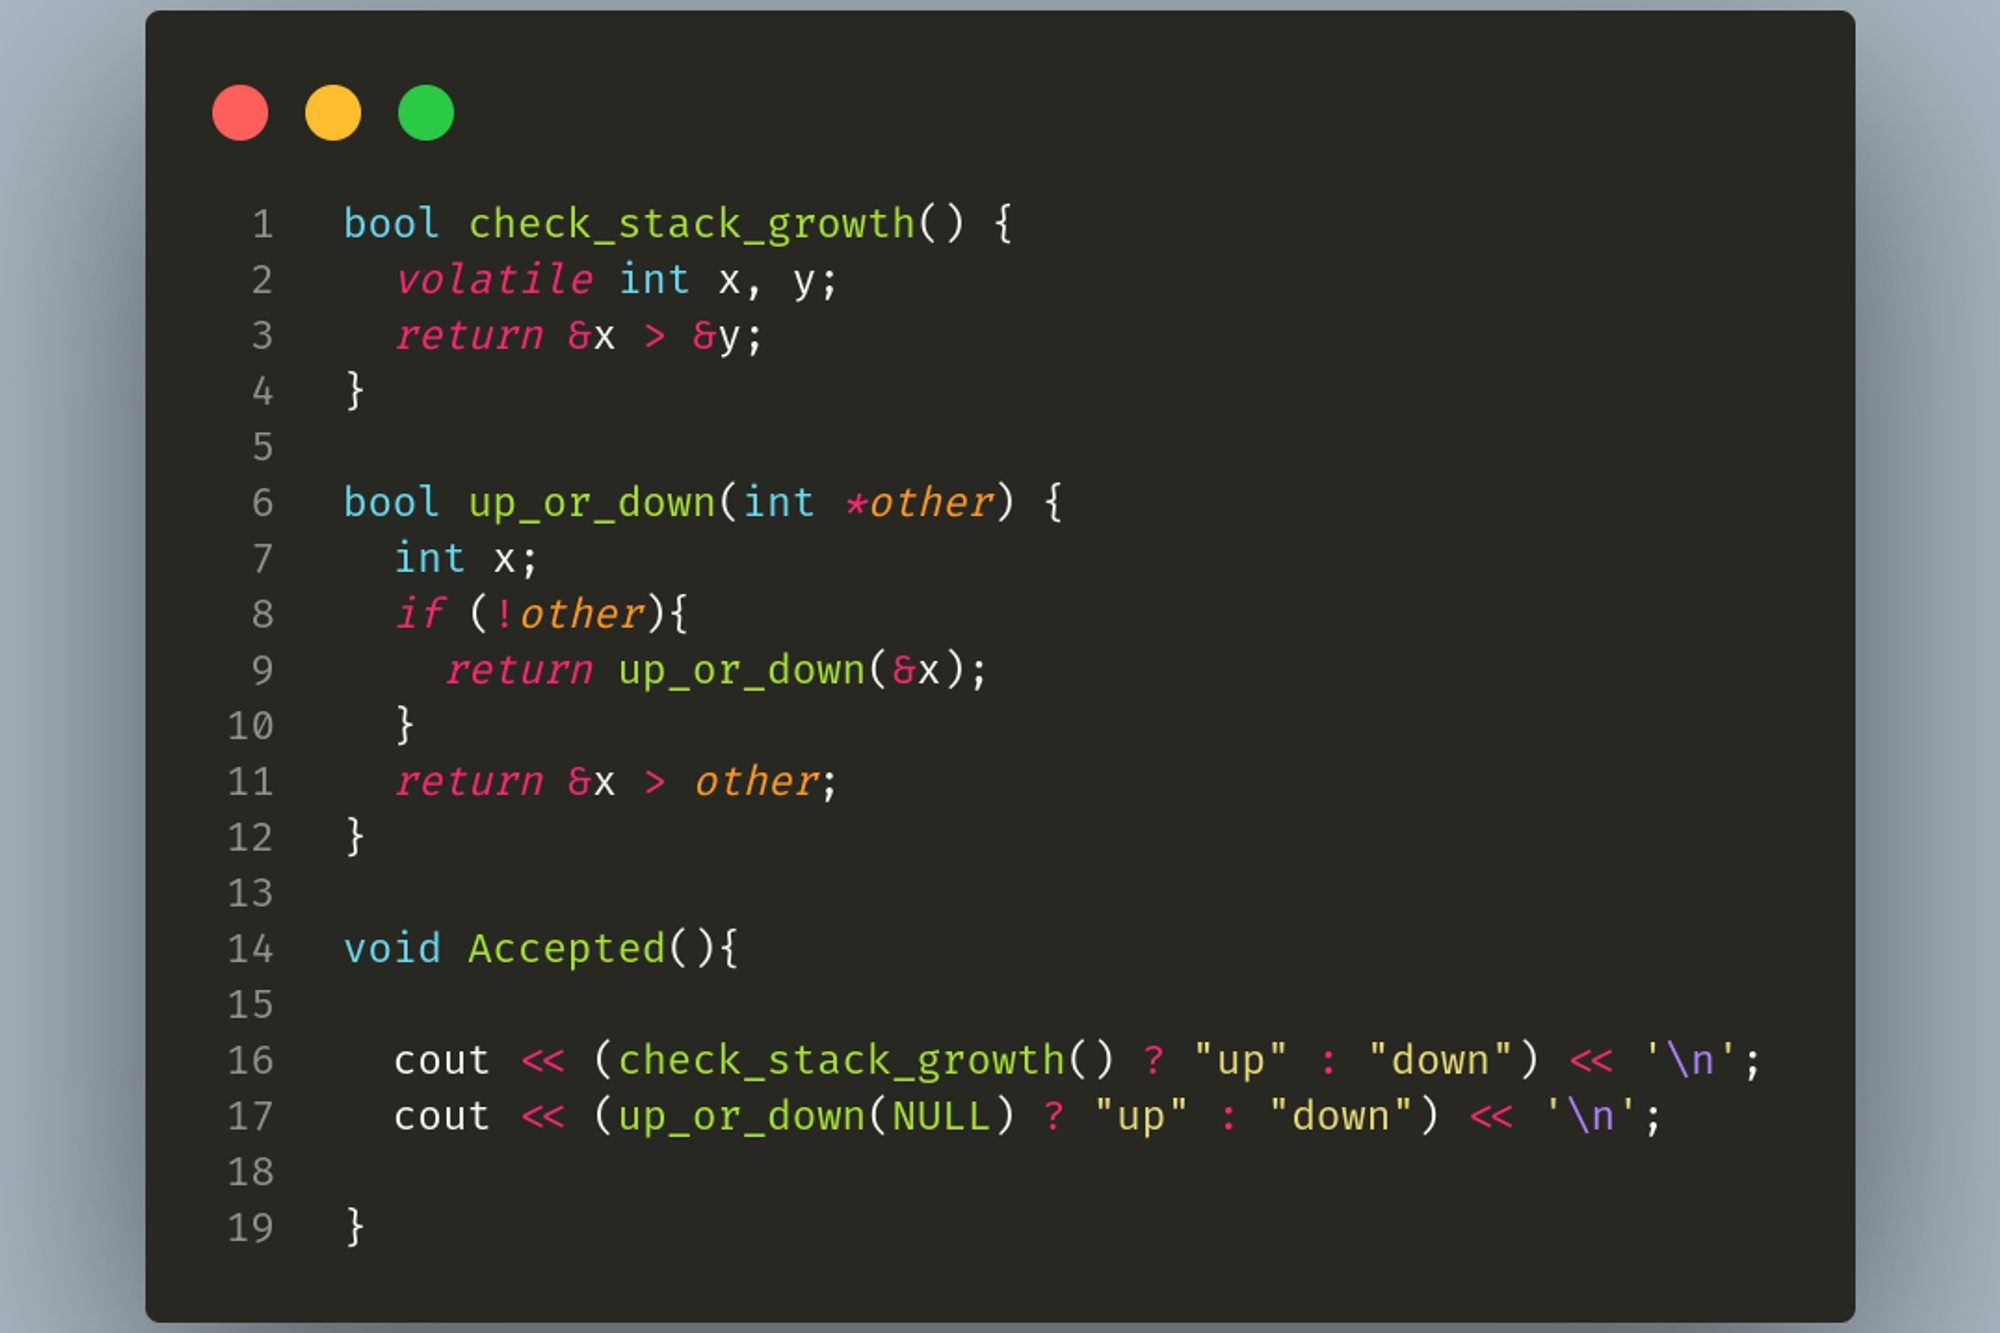 1 bool check_stack_growth() {
2   volatile int x, y;
3   return &x > &y;
4 }
5
6 bool up_or_down(int *other) {
7   int x;
8   if (!other){
9     return up_or_down(&x);
10   }
11   return &x > other;
12 }
13
14 void Accepted(){
15
16   cout << (check_stack_growth() ? "up" : "down") << '\n';
17   cout << (up_or_down(NULL) ? "up" : "down") << '\n';
18
19 }